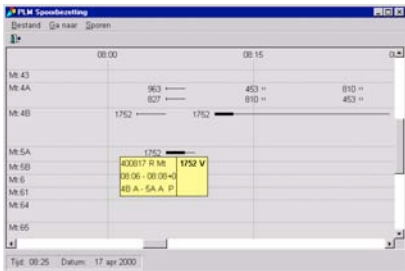 PLM Spoorbezetting
Bestand Ga naar Sporen
08:00 08:15
Mt:43
Mt:4A 963 453 810
827 810 453
Mt:4B 1752 1752
Mt:5A 1752
Mt:5B 400817 R Mt 1752 V
Mt:6 08:06 - 08:08+0
Mt:61 4B A - 5A A P
Mt:64
Mt:65
Tijd: 08:25 Datum: 17 apr 2000